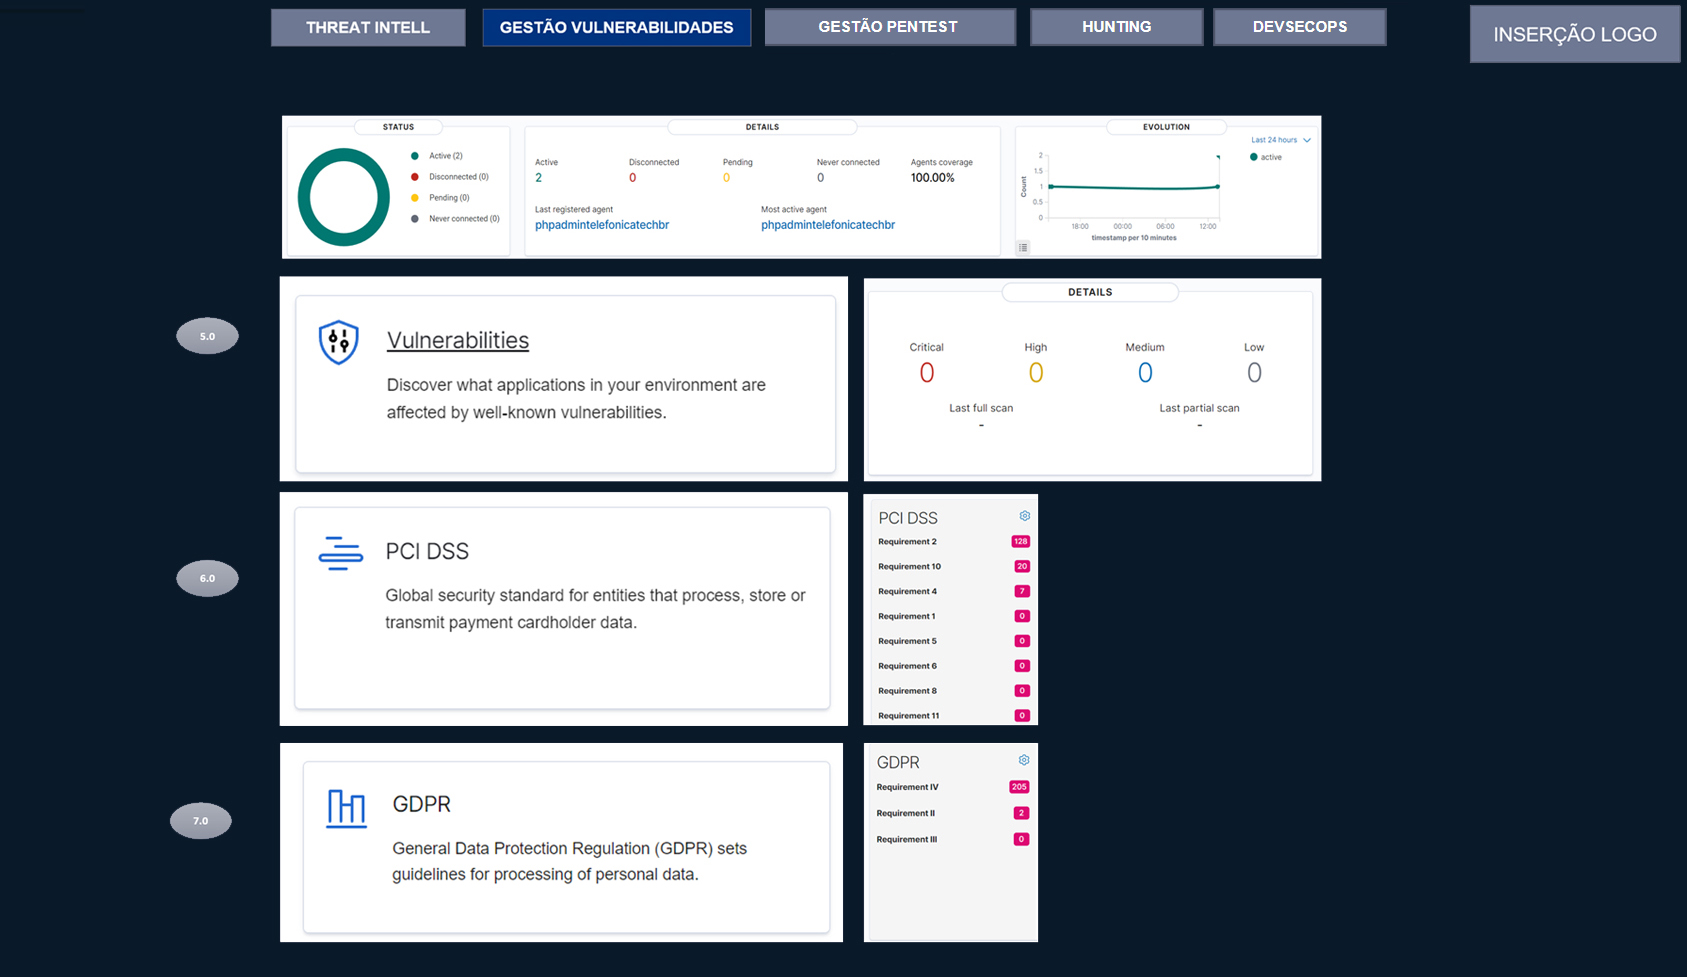 THREAT INTELL
GESTÃO VULNERABILIDADES
GESTÃO PENTEST
HUNTING
DEVSECOPS
INSERÇÃO LOGO
STATUS
Active (2)
Disconnected (0)
Pending (0)
Never connected (0)
DETAILS
Active
Disconnected
Pending
Never connected
Agents coverage
2
0
0
0
100.00%
Last registered agent
Most active agent
phpadmintelefonicatechbr
phpadmintelefonicatechbr
EVOLUTION
Last 24 hours
active
Count
2
1.5
1
0.5
0
18:00
00:00
06:00
12:00
timestamp per 10 minutes
5.0
Vulnerabilities
Discover what applications in your environment are
affected by well-known vulnerabilities.
DETAILS
Critical
High
Medium
Low
0
0
0
0
Last full scan
Last partial scan
-
-
6.0
PCI DSS
Global security standard for entities that process, store or
transmit payment cardholder data.
PCI DSS
Requirement 2 128
Requirement 10 20
Requirement 4 7
Requirement 1 0
Requirement 5 0
Requirement 6 0
Requirement 8 0
Requirement 11 0
7.0
GDPR
General Data Protection Regulation (GDPR) sets
guidelines for processing of personal data.
GDPR
Requirement IV 205
Requirement II 2
Requirement III 0